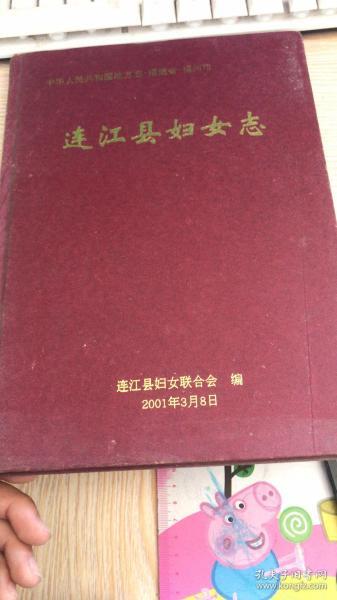 中华人民共和国地方志·福建省·福州市
连江县妇女志
连江县妇女联合会 编
2001年3月8日
孔夫子旧书网